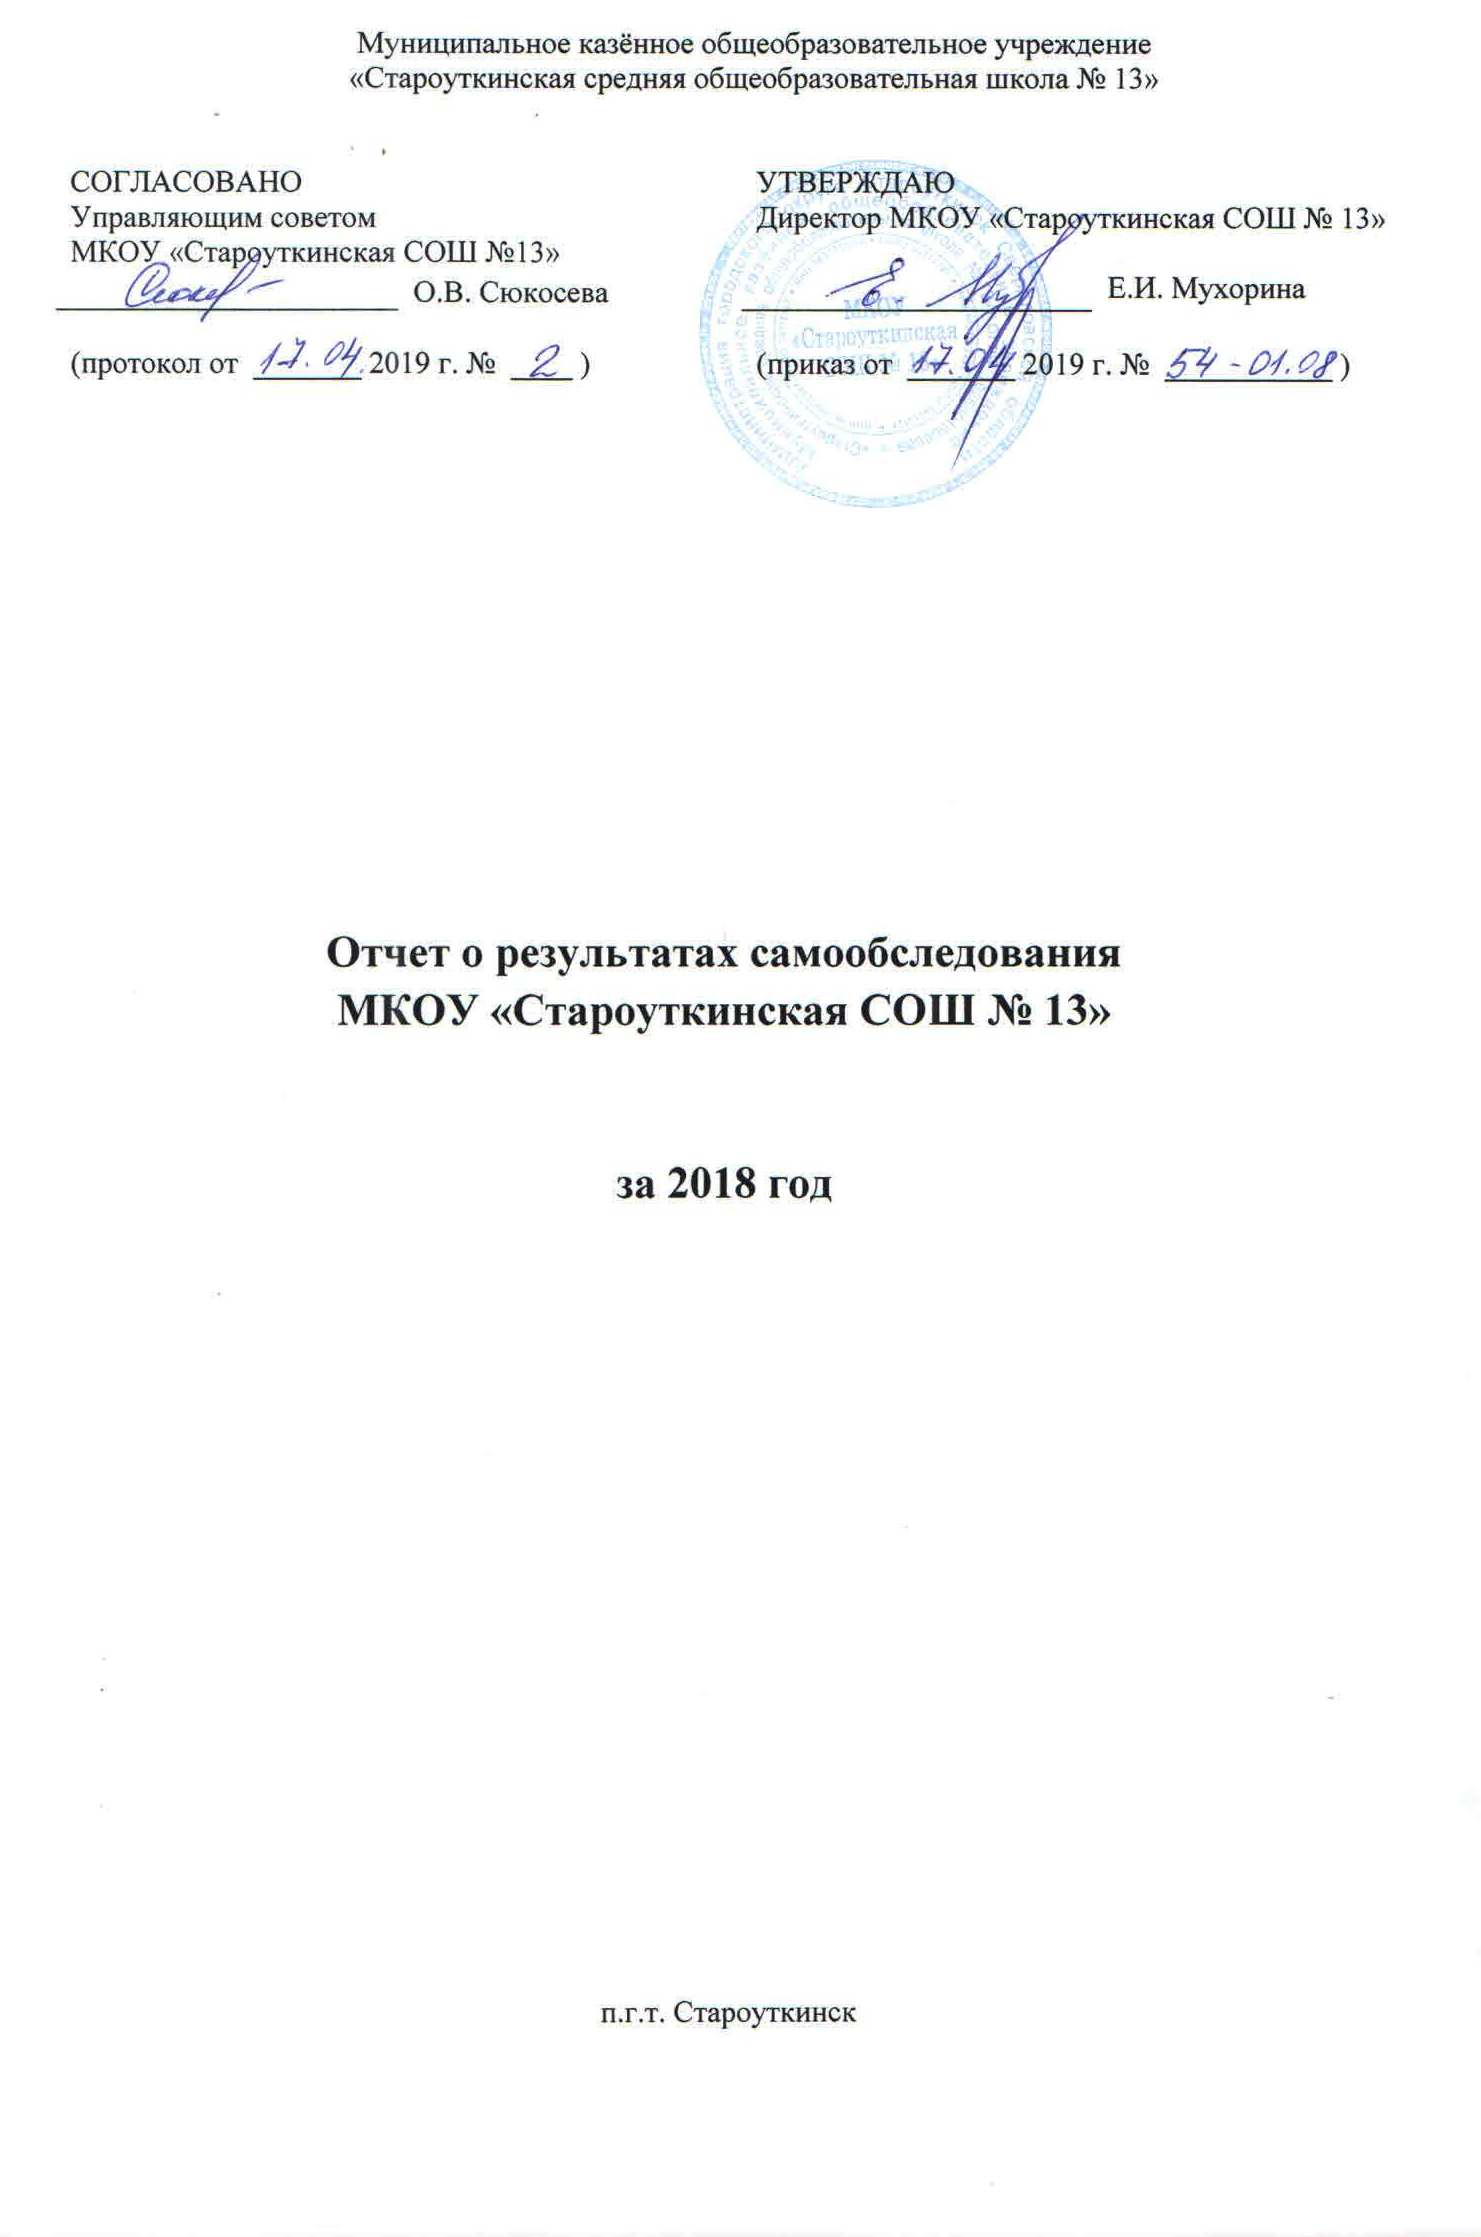 Муниципальное казённое общеобразовательное учреждение
«Староуткинская средняя общеобразовательная школа № 13»
СОГЛАСОВАНО
Управляющим советом
МКОУ «Староуткинская СОШ №13»
О.В. Сюкосева
(протокол от 17.04.2019 г. № 2)
УТВЕРЖДАЮ
Директор МКОУ «Староуткинская СОШ № 13»
Е.И. Мухорина
(приказ от 17.04 2019 г. № 54-01.08)
МКОУ
«Староуткинская
Отчет о результатах самообследования
МКОУ «Староуткинская СОШ № 13»
за 2018 год
п.г.т. Староуткинск